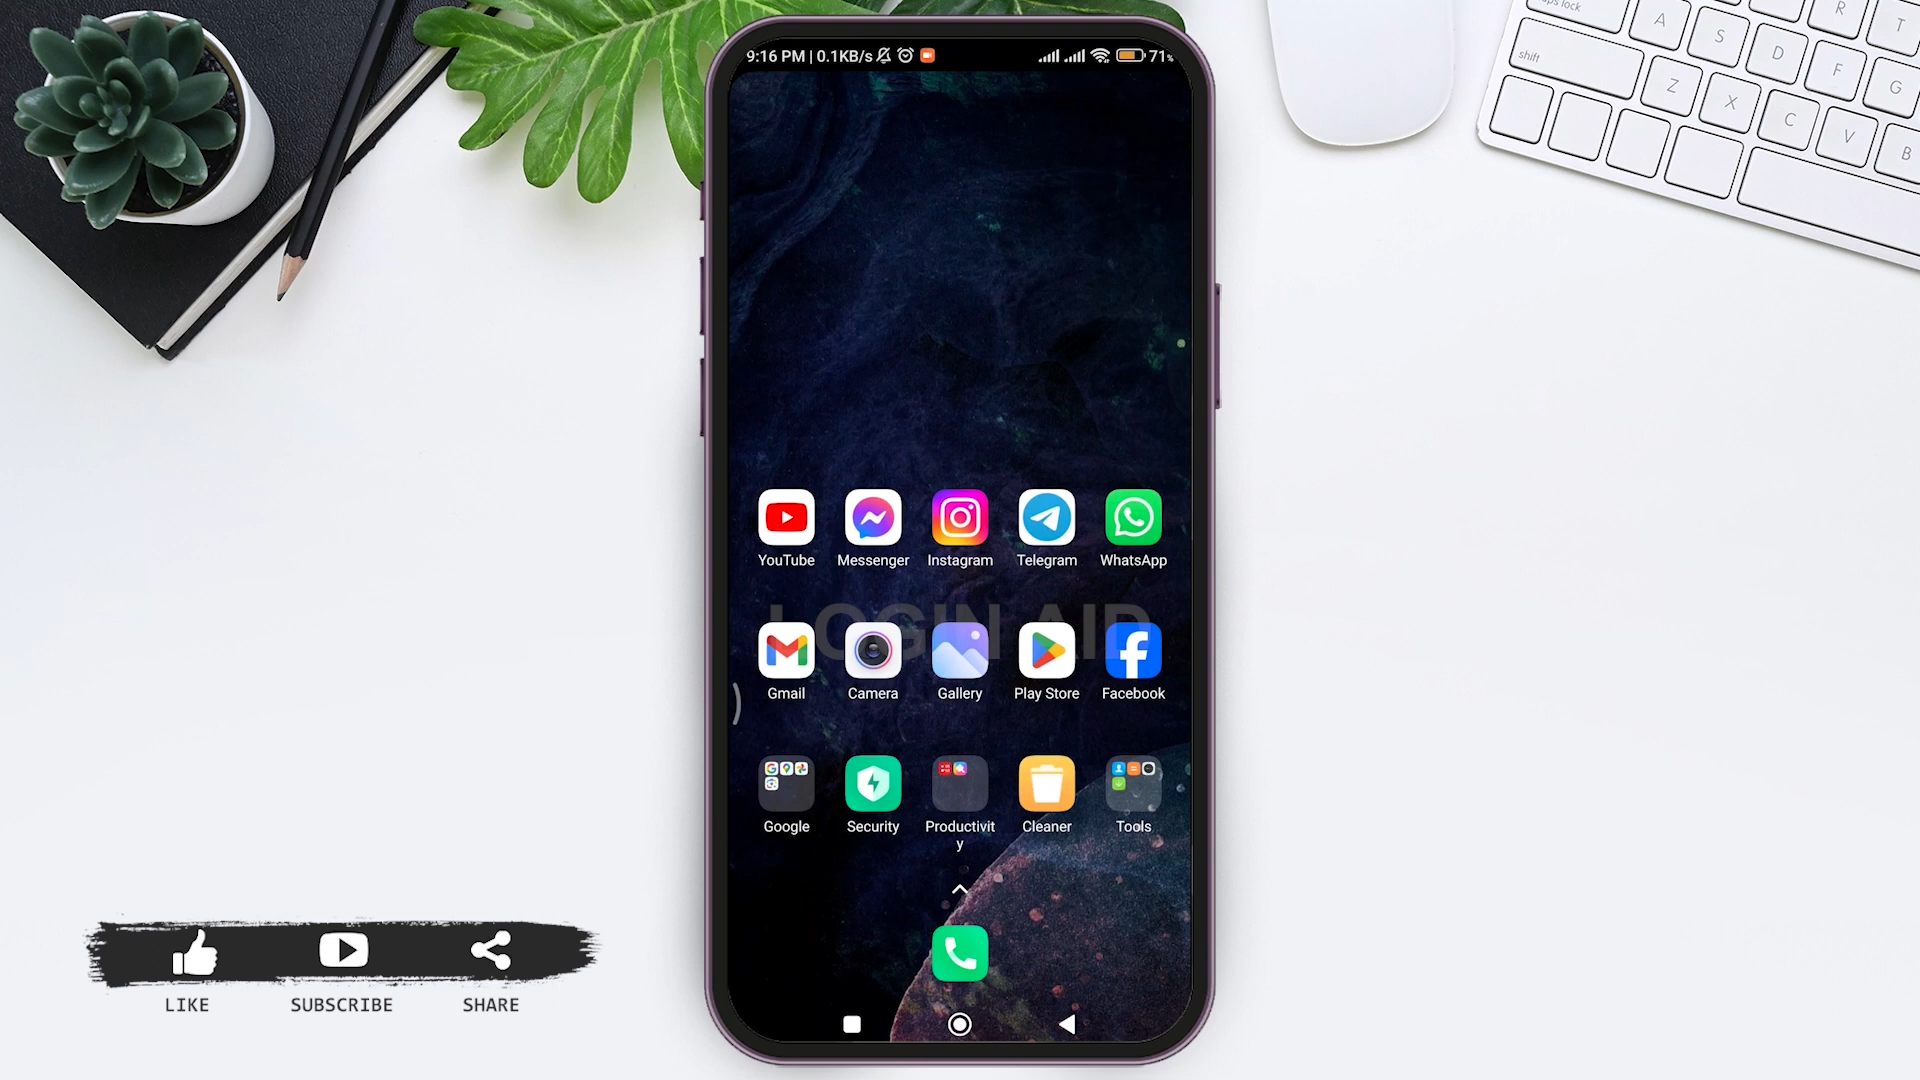 caps lock
A
S
D
F
G
R
T
shift
Z
X
C
V
B
9:16 PM | 0.1KB/s
71%
YouTube
Messenger
Instagram
Telegram
WhatsApp
LOGIN AID
Gmail
Camera
Gallery
Play Store
Facebook
Google
Security
Productivit
y
Cleaner
Tools
LIKE
SUBSCRIBE
SHARE